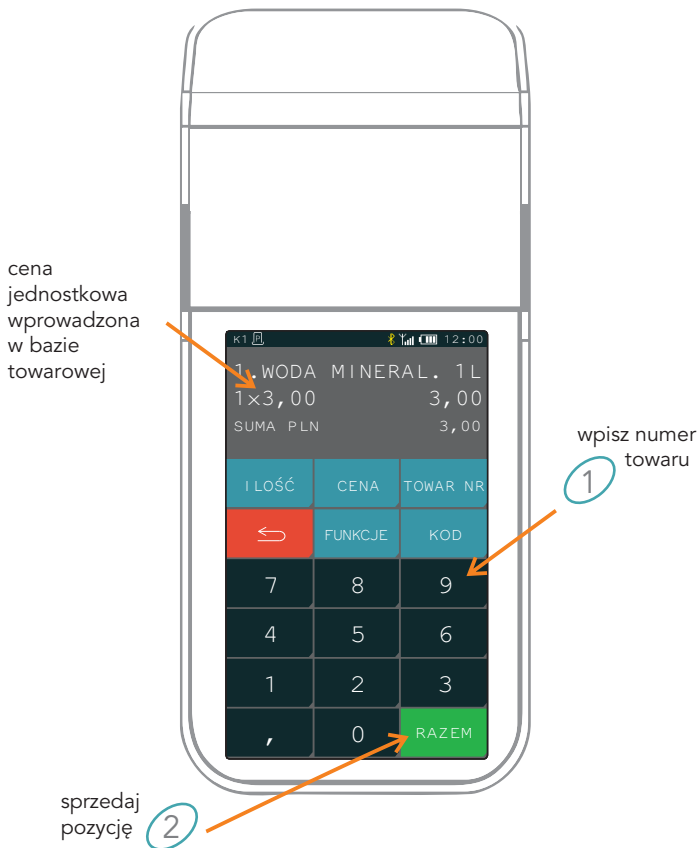 cena
jednostkowa
wprowadzona
w bazie
towarowej
K1 P 12:00
1.WODA MINERAL. 1L
1×3,00 3,00
SUMA PLN 3,00
wpisz numer
towaru
1
ILOŚĆ CENA TOWAR NR
FUNKCJE KOD
7 8 9
4 5 6
1 2 3
, 0 RAZEM
sprzedaj
pozycję 2